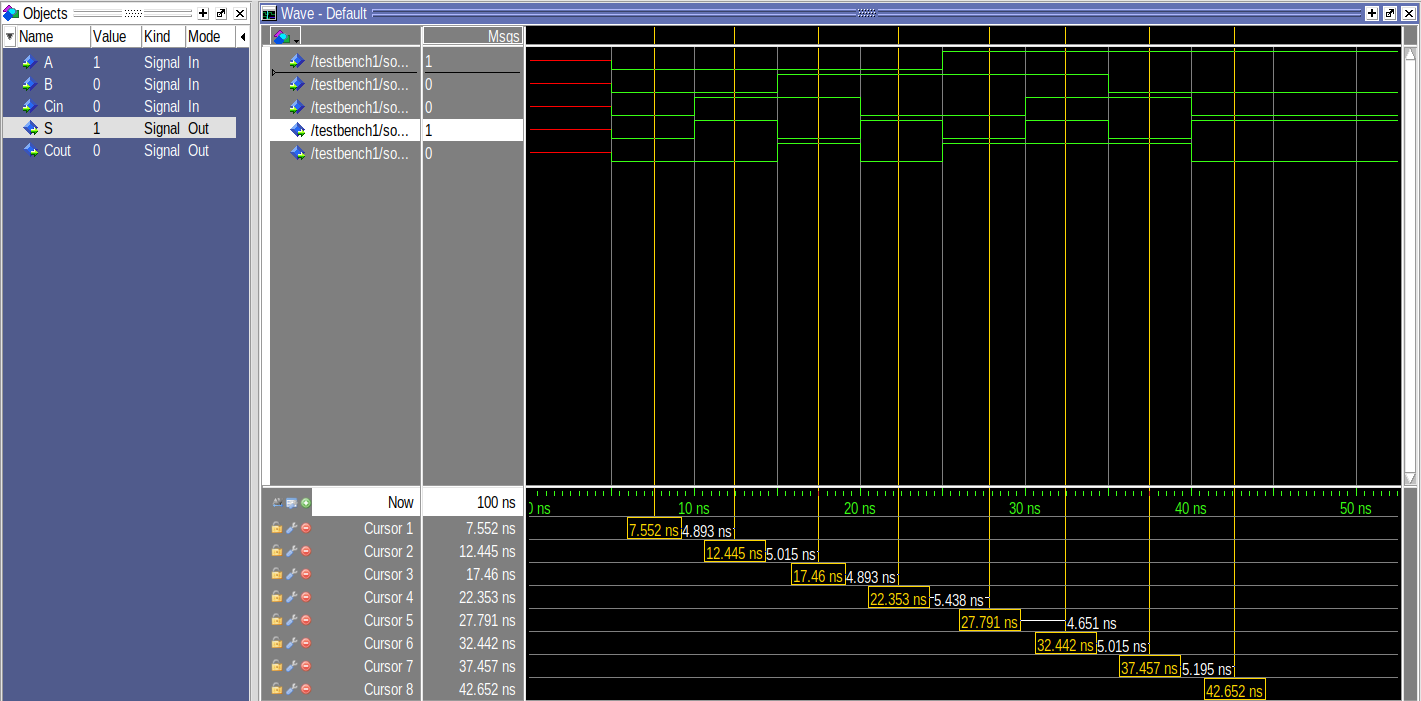 Objects
Name Value Kind Mode
A 1 Signal In
B 0 Signal In
Cin 0 Signal In
S 1 Signal Out
Cout 0 Signal Out
Wave - Default
Msgs
/testbench1/so... 1
/testbench1/so... 0
/testbench1/so... 0
/testbench1/so... 1
/testbench1/so... 0
Now 100 ns
) ns 10 ns 20 ns 30 ns 40 ns 50 ns
Cursor 1 7.552 ns 7.552 ns 4.893 ns
Cursor 2 12.445 ns 12.445 ns 5.015 ns
Cursor 3 17.46 ns 17.46 ns 4.893 ns
Cursor 4 22.353 ns 22.353 ns 5.438 ns
Cursor 5 27.791 ns 27.791 ns 4.651 ns
Cursor 6 32.442 ns 32.442 ns 5.015 ns
Cursor 7 37.457 ns 37.457 ns 5.195 ns
Cursor 8 42.652 ns 42.652 ns